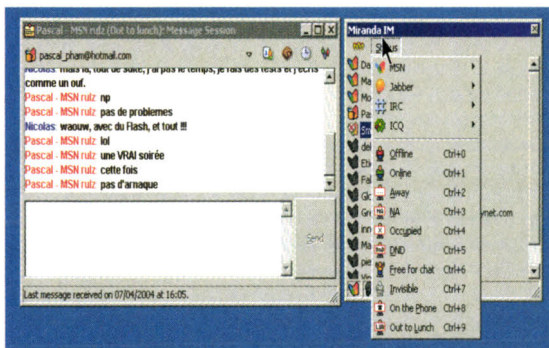 Pascal - MSN rulz (Out to lunch): Message Session
pascal_pham@hotmail.com
Nicolas: mais là, tout de suite, j'ai pas le temps, je fais des tests et j'écris
comme un ouf.
Pascal - MSN rulz np
Pascal - MSN rulz pas de problemes
Nicolas: waouw, avec du Flash, et tout !!!
Pascal - MSN rulz lol
Pascal - MSN rulz une VRAI soirée
Pascal - MSN rulz cette fois
Pascal - MSN rulz pas d'arnaque
Send
Last message received on 07/04/2004 at 16:05.
Miranda IM
Status
MSN
Jabber
IRC
ICQ
Offline Ctrl+0
Online Ctrl+1
Away Ctrl+2
NA Ctrl+3
Occupied Ctrl+4
DND Ctrl+5
Free for chat Ctrl+6
Invisible Ctrl+7
On the Phone Ctrl+8
Out to Lunch Ctrl+9
ynet.com